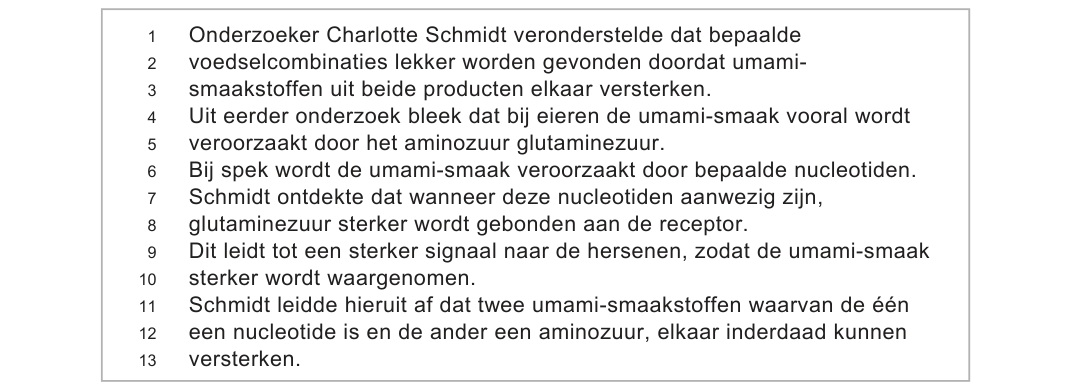 1 Onderzoeker Charlotte Schmidt veronderstelde dat bepaalde
2 voedselcombinaties lekker worden gevonden doordat umami-
3 smaakstoffen uit beide producten elkaar versterken.
4 Uit eerder onderzoek bleek dat bij eieren de umami-smaak vooral wordt
5 veroorzaakt door het aminozuur glutaminezuur.
6 Bij spek wordt de umami-smaak veroorzaakt door bepaalde nucleotiden.
7 Schmidt ontdekte dat wanneer deze nucleotiden aanwezig zijn,
8 glutaminezuur sterker wordt gebonden aan de receptor.
9 Dit leidt tot een sterker signaal naar de hersenen, zodat de umami-smaak
10 sterker wordt waargenomen.
11 Schmidt leidde hieruit af dat twee umami-smaakstoffen waarvan de één
12 een nucleotide is en de ander een aminozuur, elkaar inderdaad kunnen
13 versterken.